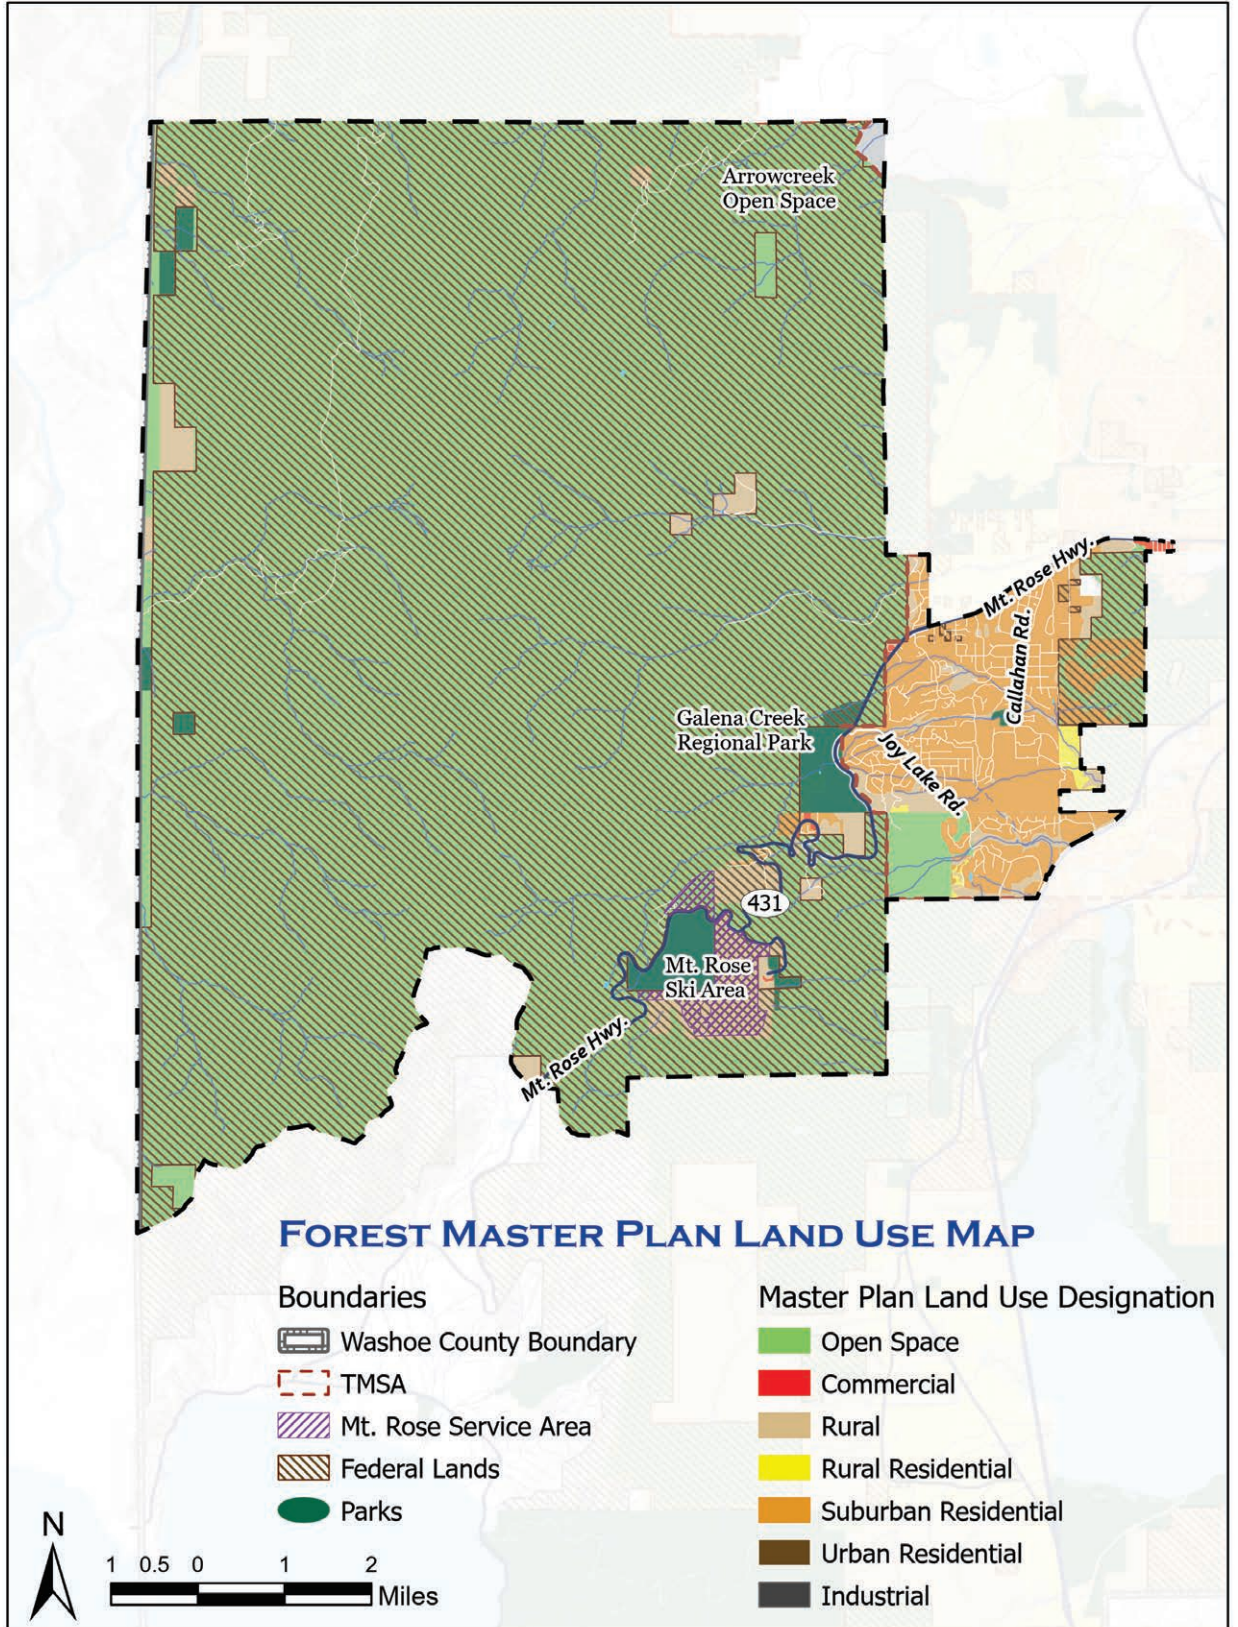 Arrowcreek
Open Space
Mt. Rose Hwy.
Callahan Rd.
Galena Creek
Regional Park
Joy Lake Rd.
431
Mt. Rose
Ski Area
Mt. Rose Hwy.
FOREST MASTER PLAN LAND USE MAP
Boundaries
Washoe County Boundary
TMSA
Mt. Rose Service Area
Federal Lands
Parks
Master Plan Land Use Designation
Open Space
Commercial
Rural
Rural Residential
Suburban Residential
Urban Residential
Industrial
N
1 0.5 0 1 2
Miles